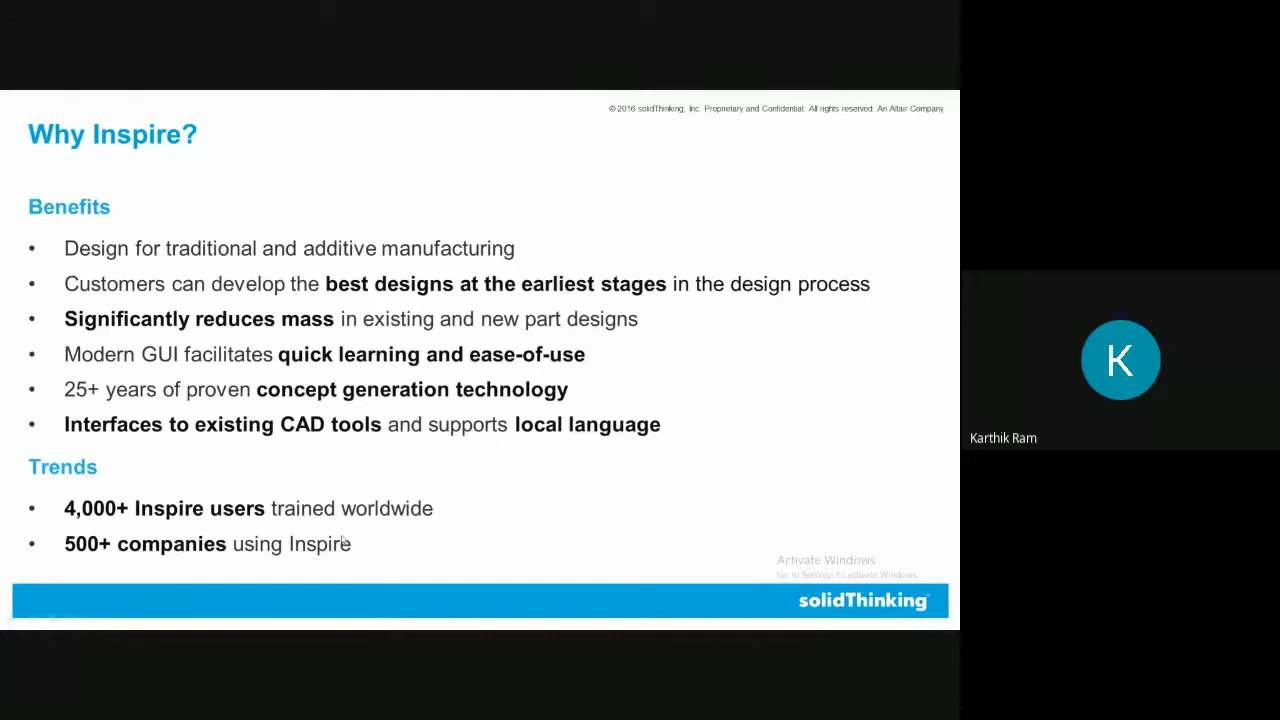 © 2016 solidThinking, Inc. Proprietary and Confidential. All rights reserved. An Altair Company
Why Inspire?
Benefits
• Design for traditional and additive manufacturing
• Customers can develop the best designs at the earliest stages in the design process
• Significantly reduces mass in existing and new part designs
• Modern GUI facilitates quick learning and ease-of-use
• 25+ years of proven concept generation technology
• Interfaces to existing CAD tools and supports local language
Trends
• 4,000+ Inspire users trained worldwide
• 500+ companies using Inspire
Activate Windows
Go to Settings to activate Windows.
solidThinking
K
Karthik Ram